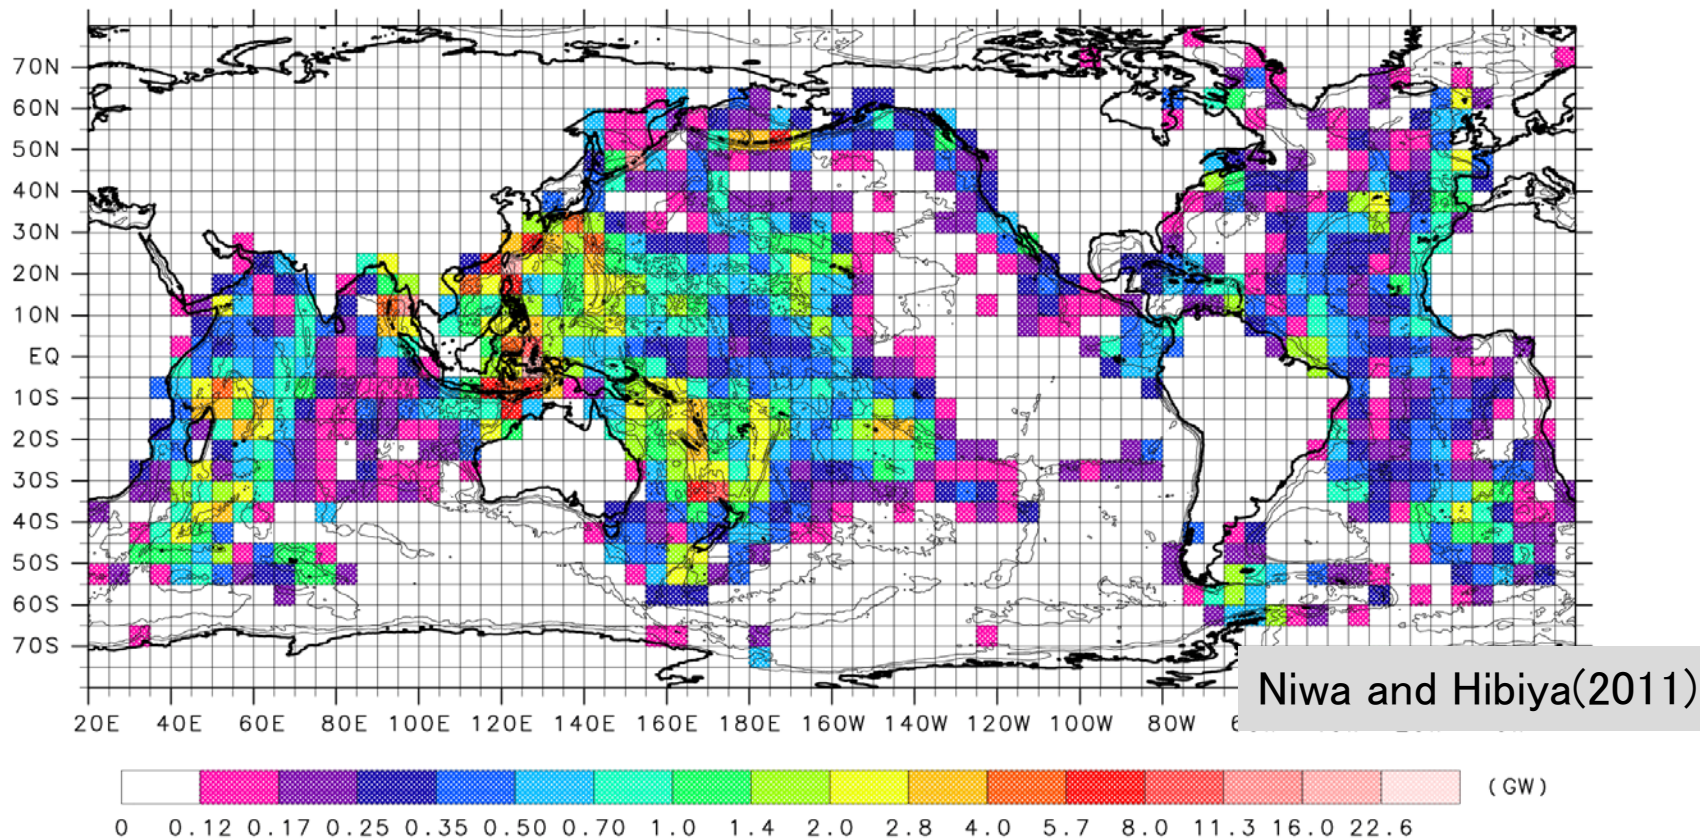 70N
60N
50N
40N
30N
20N
10N
EQ
10S
20S
30S
40S
50S
60S
70S
Niwa and Hibiya(2011)
20E 40E 60E 80E 100E 120E 140E 160E 180E 160W 140W 120W 100W 80W
(GW)
0 0.12 0.17 0.25 0.35 0.50 0.70 1.0 1.4 2.0 2.8 4.0 5.7 8.0 11.3 16.0 22.6